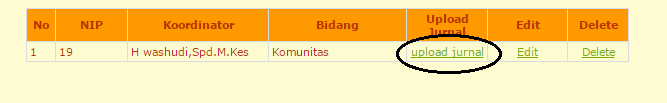 No NIP Koordinator Bidang Upload Jurnal Edit Delete
1 19 H washudi,Spd.M.Kes Komunitas upload jurnal Edit Delete